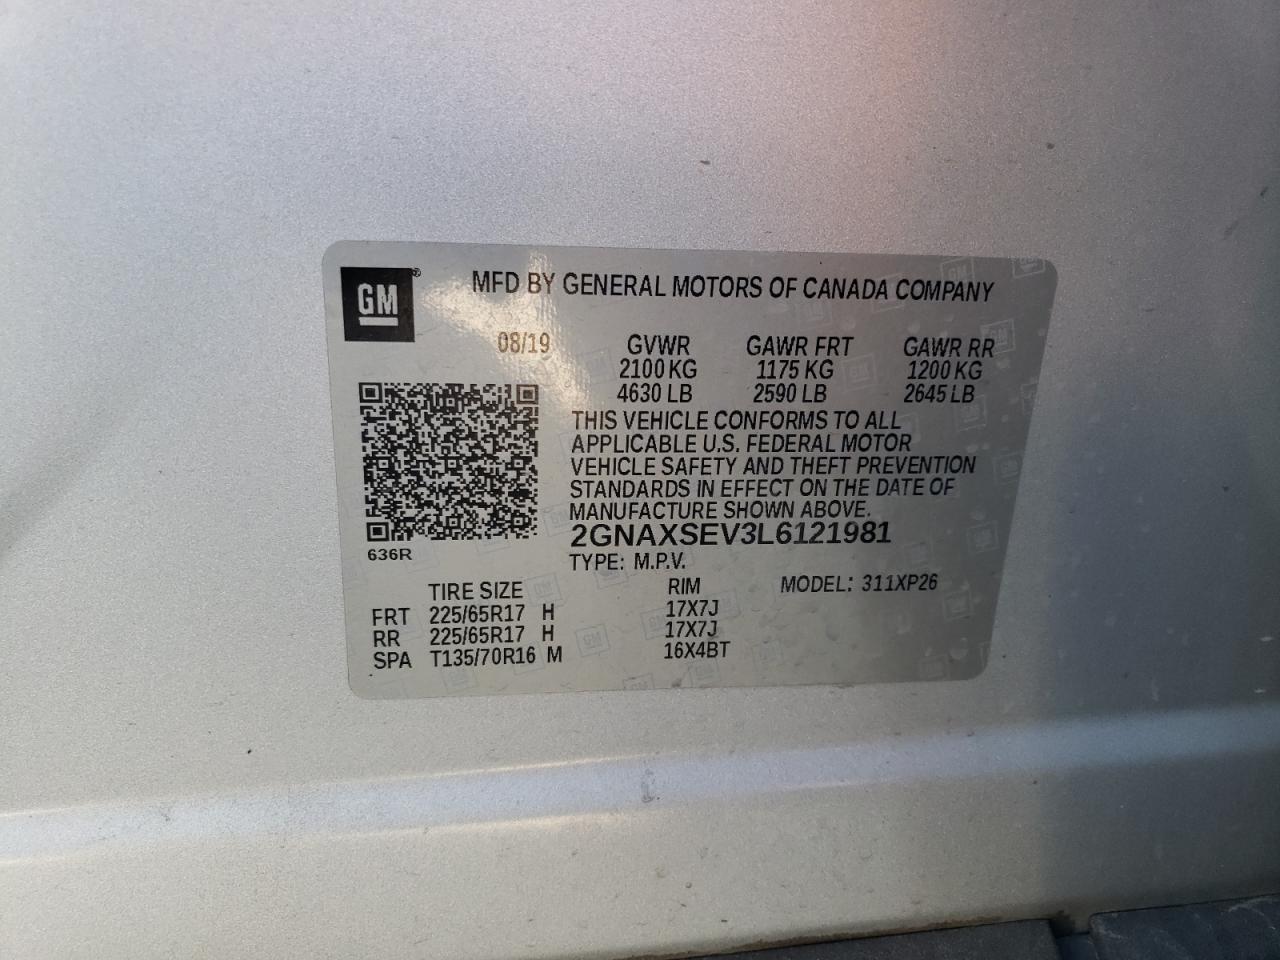 GM®
MFD BY GENERAL MOTORS OF CANADA COMPANY
08/19 GVWR GAWR FRT GAWR RR
2100 KG 1175 KG 1200 KG
4630 LB 2590 LB 2645 LB
THIS VEHICLE CONFORMS TO ALL
APPLICABLE U.S. FEDERAL MOTOR
VEHICLE SAFETY AND THEFT PREVENTION
STANDARDS IN EFFECT ON THE DATE OF
MANUFACTURE SHOWN ABOVE.
2GNAXSEV3L6121981
636R
TYPE: M.P.V.
TIRE SIZE RIM MODEL: 311XP26
FRT 225/65R17 H 17X7J
RR 225/65R17 H 17X7J
SPA T135/70R16 M 16X4BT